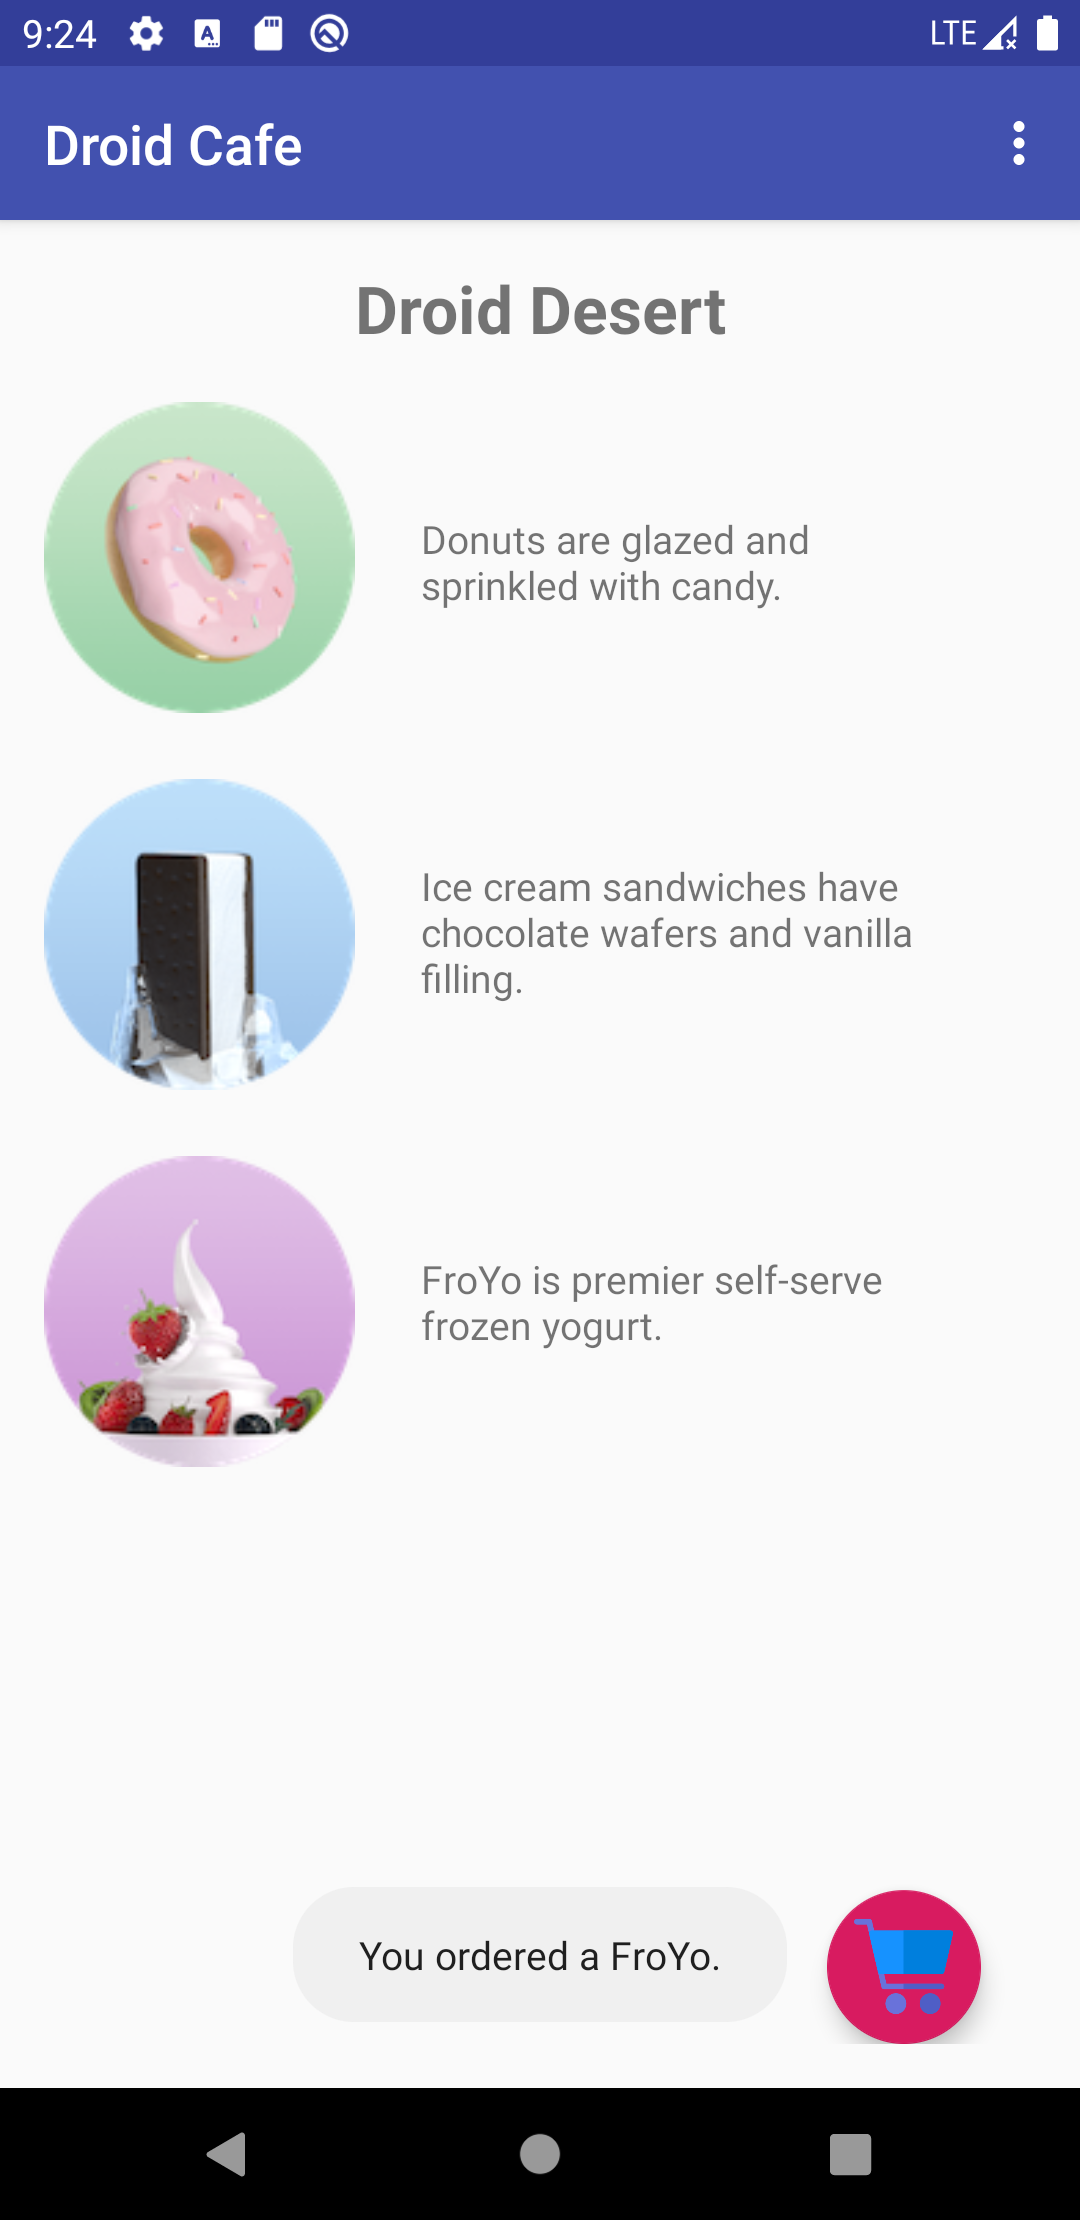 9:24
LTE
Droid Cafe
Droid Desert
Donuts are glazed and
sprinkled with candy.
Ice cream sandwiches have
chocolate wafers and vanilla
filling.
FroYo is premier self-serve
frozen yogurt.
You ordered a FroYo.